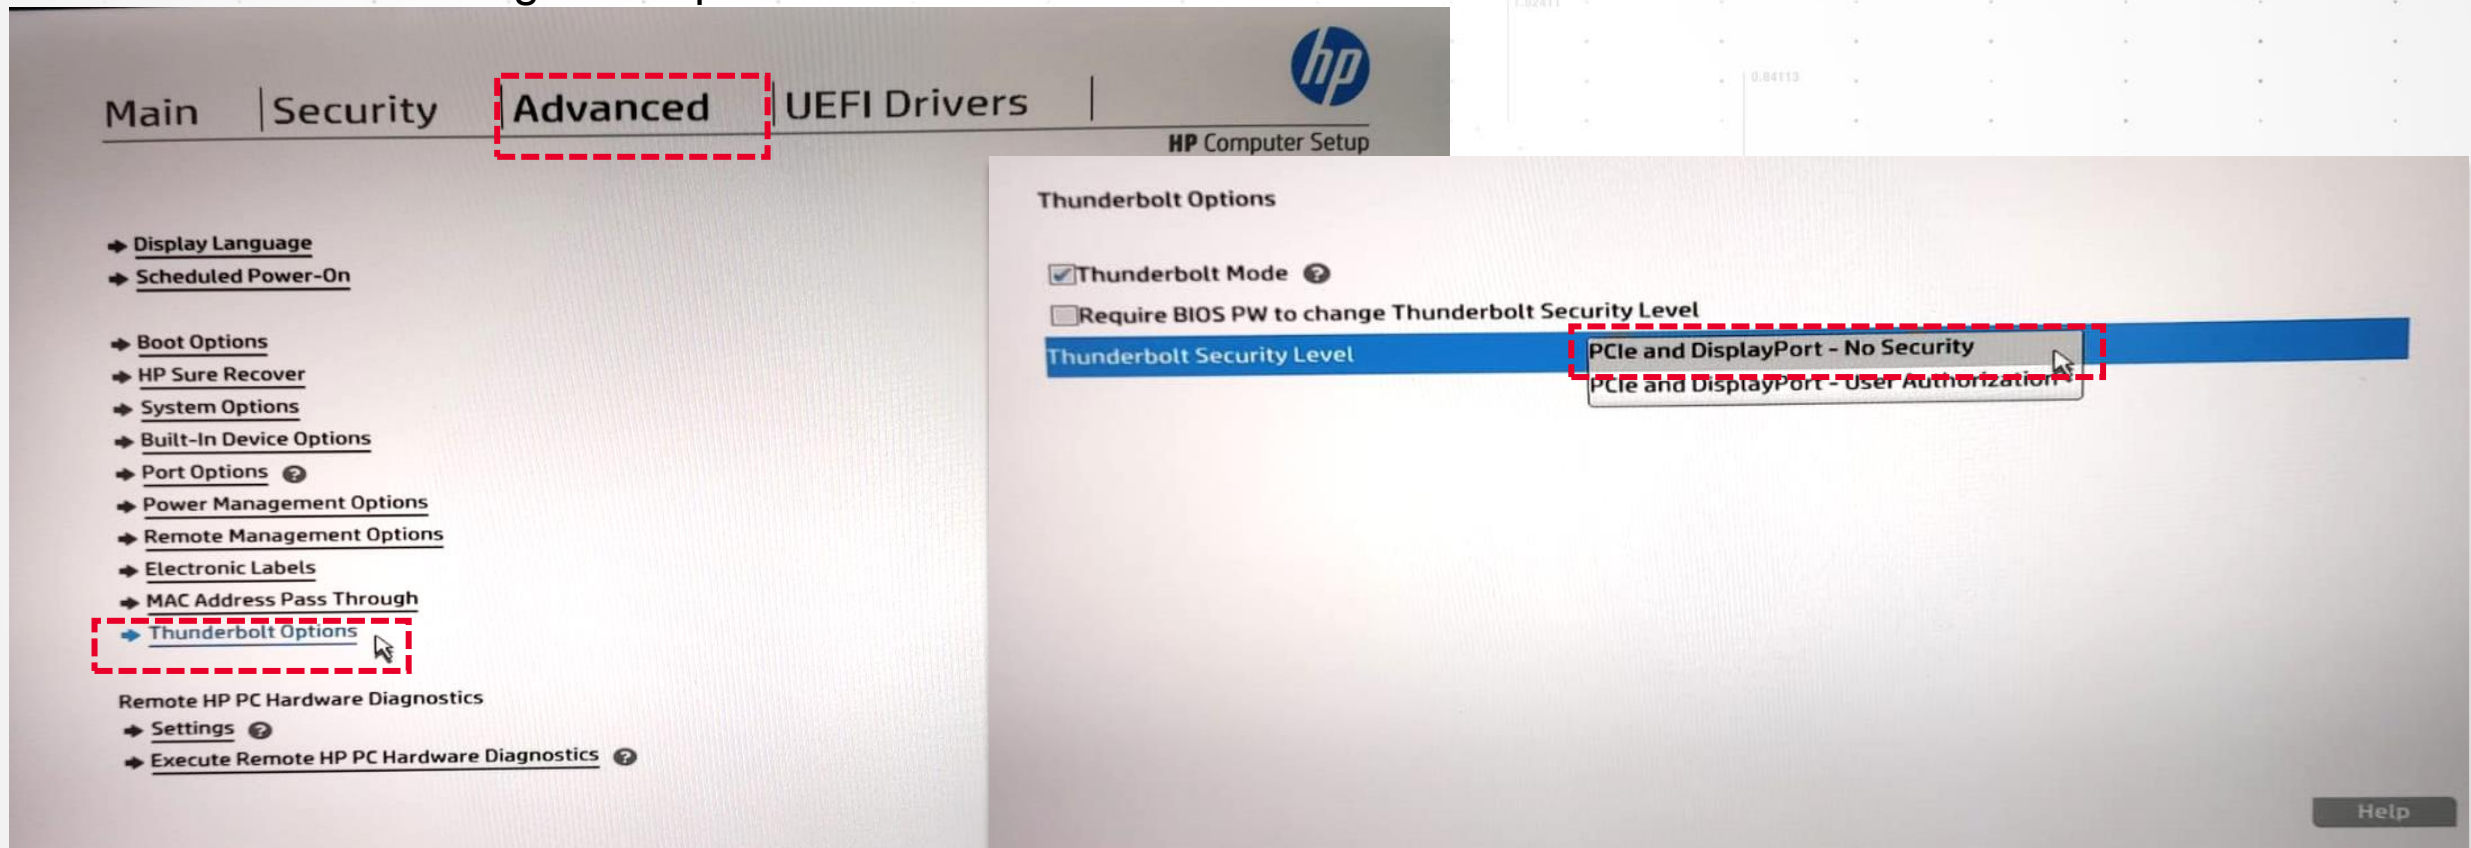 Main
Security
Advanced
UEFI Drivers
hp
HP Computer Setup
Display Language
Scheduled Power-On
Boot Options
HP Sure Recover
System Options
Built-In Device Options
Port Options ?
Power Management Options
Remote Management Options
Electronic Labels
MAC Address Pass Through
Thunderbolt Options
Remote HP PC Hardware Diagnostics
Settings ?
Execute Remote HP PC Hardware Diagnostics ?
0.84113
Thunderbolt Options
Thunderbolt Mode ?
Require BIOS PW to change Thunderbolt Security Level
Thunderbolt Security Level
PCIe and DisplayPort - No Security
PCIe and DisplayPort - User Authorization
Help